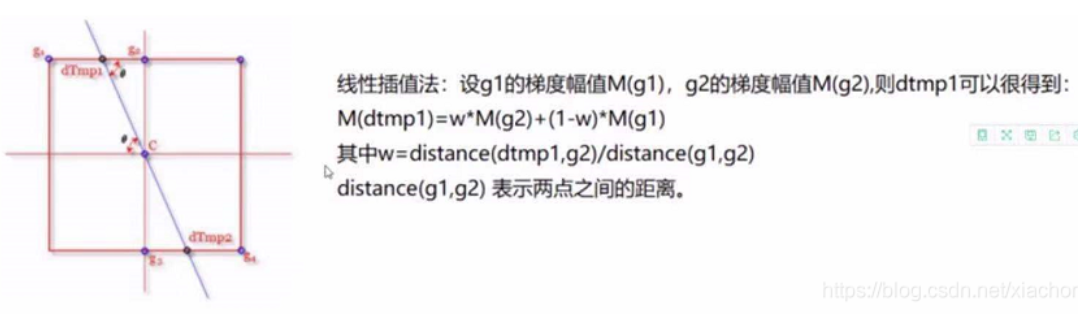 g₁
g₂
dTmp1
θ
θ
C
dTmp2
g₃
g₄
线性插值法：设g1的梯度幅值M(g1)，g2的梯度幅值M(g2),则dtmp1可以很得到：
M(dtmp1)=w*M(g2)+(1-w)*M(g1)
其中w=distance(dtmp1,g2)/distance(g1,g2)
distance(g1,g2) 表示两点之间的距离。
https://blog.csdn.net/xiachor